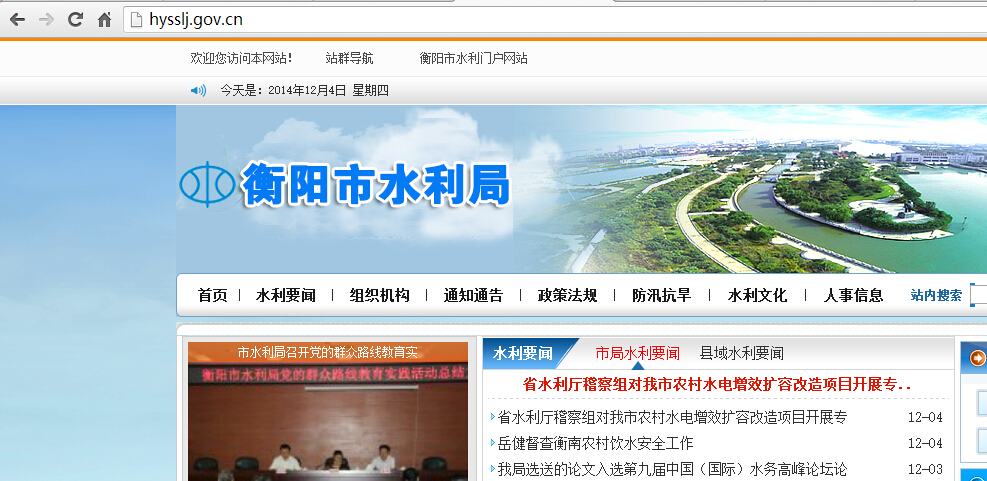 hysslj.gov.cn
欢迎您访问本网站! 站群导航 衡阳市水利门户网站
今天是：2014年12月4日 星期四
衡阳市水利局
首页 | 水利要闻 | 组织机构 | 通知通告 | 政策法规 | 防汛抗旱 | 水利文化 | 人事信息 站内搜索
市水利局召开党的群众路线教育实
衡阳市水利局党的群众路线教育实践活动总结
水利要闻 市局水利要闻 县域水利要闻
省水利厅稽察组对我市农村水电增效扩容改造项目开展专..
省水利厅稽察组对我市农村水电增效扩容改造项目开展专 12-04
岳健督查衡南农村饮水安全工作 12-04
我局选送的论文入选第九届中国（国际）水务高峰论坛论 12-03